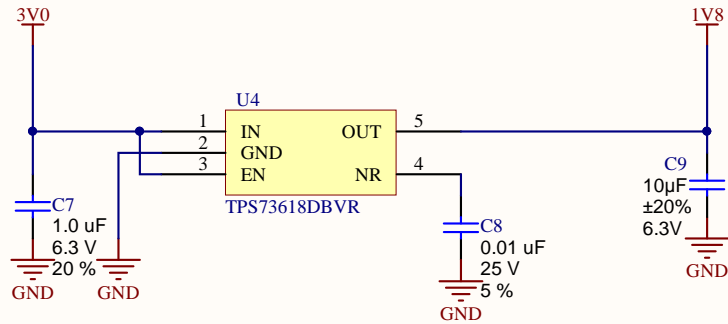 3V0
1V8
U4
1
IN
OUT
5
2
GND
3
EN
NR
4
TPS73618DBVR
C7
1.0 uF
6.3 V
20 %
GND
GND
C8
0.01 uF
25 V
5 %
GND
C9
10µF
±20%
6.3V
GND